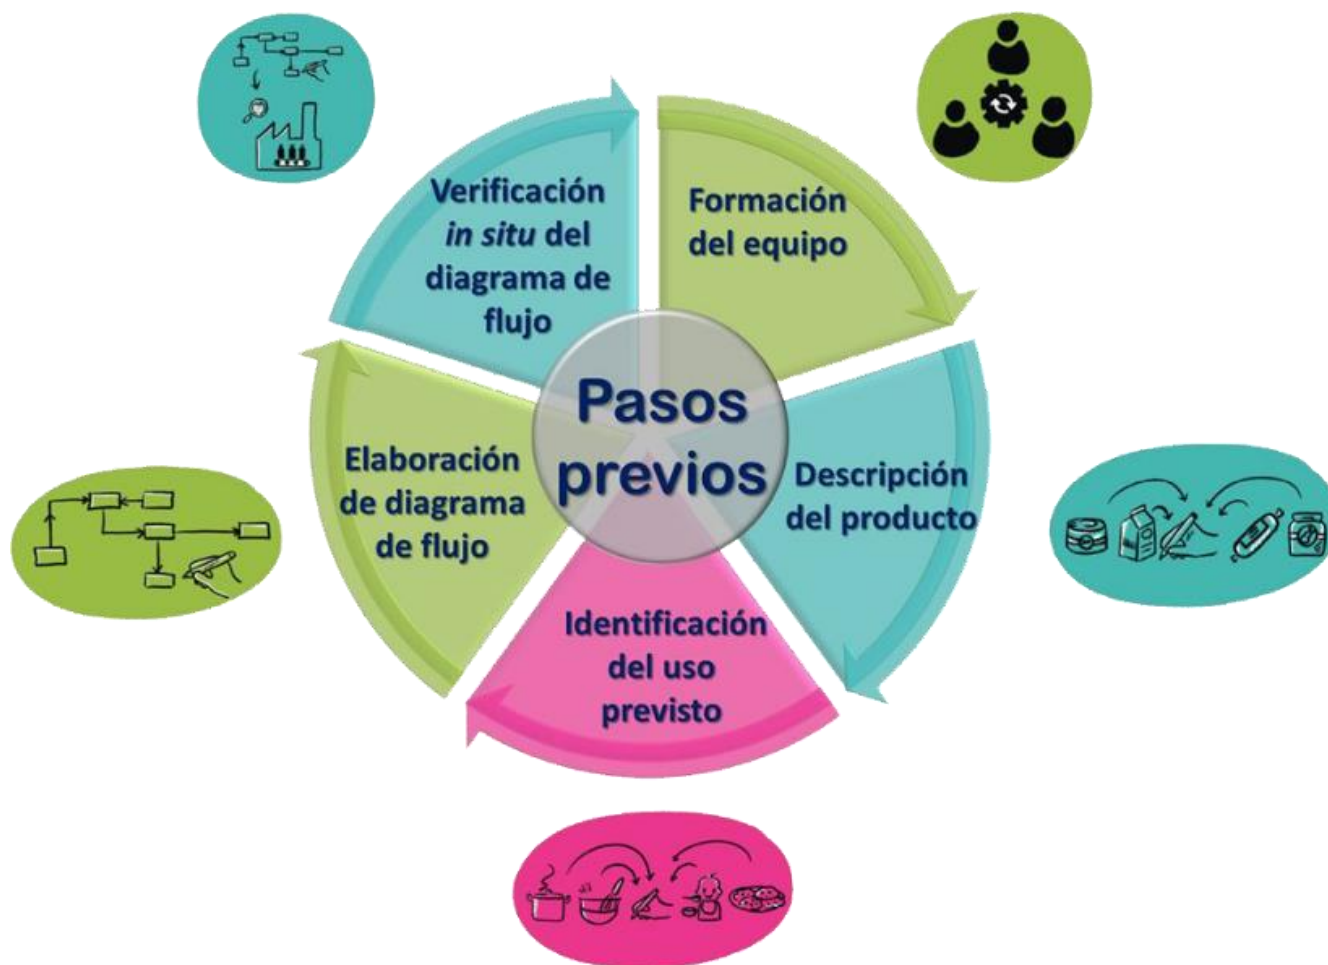 Pasos
previos
Formación
del equipo
Descripción
del producto
Identificación
del uso
previsto
Elaboración
de diagrama
de flujo
Verificación
in situ del
diagrama de
flujo